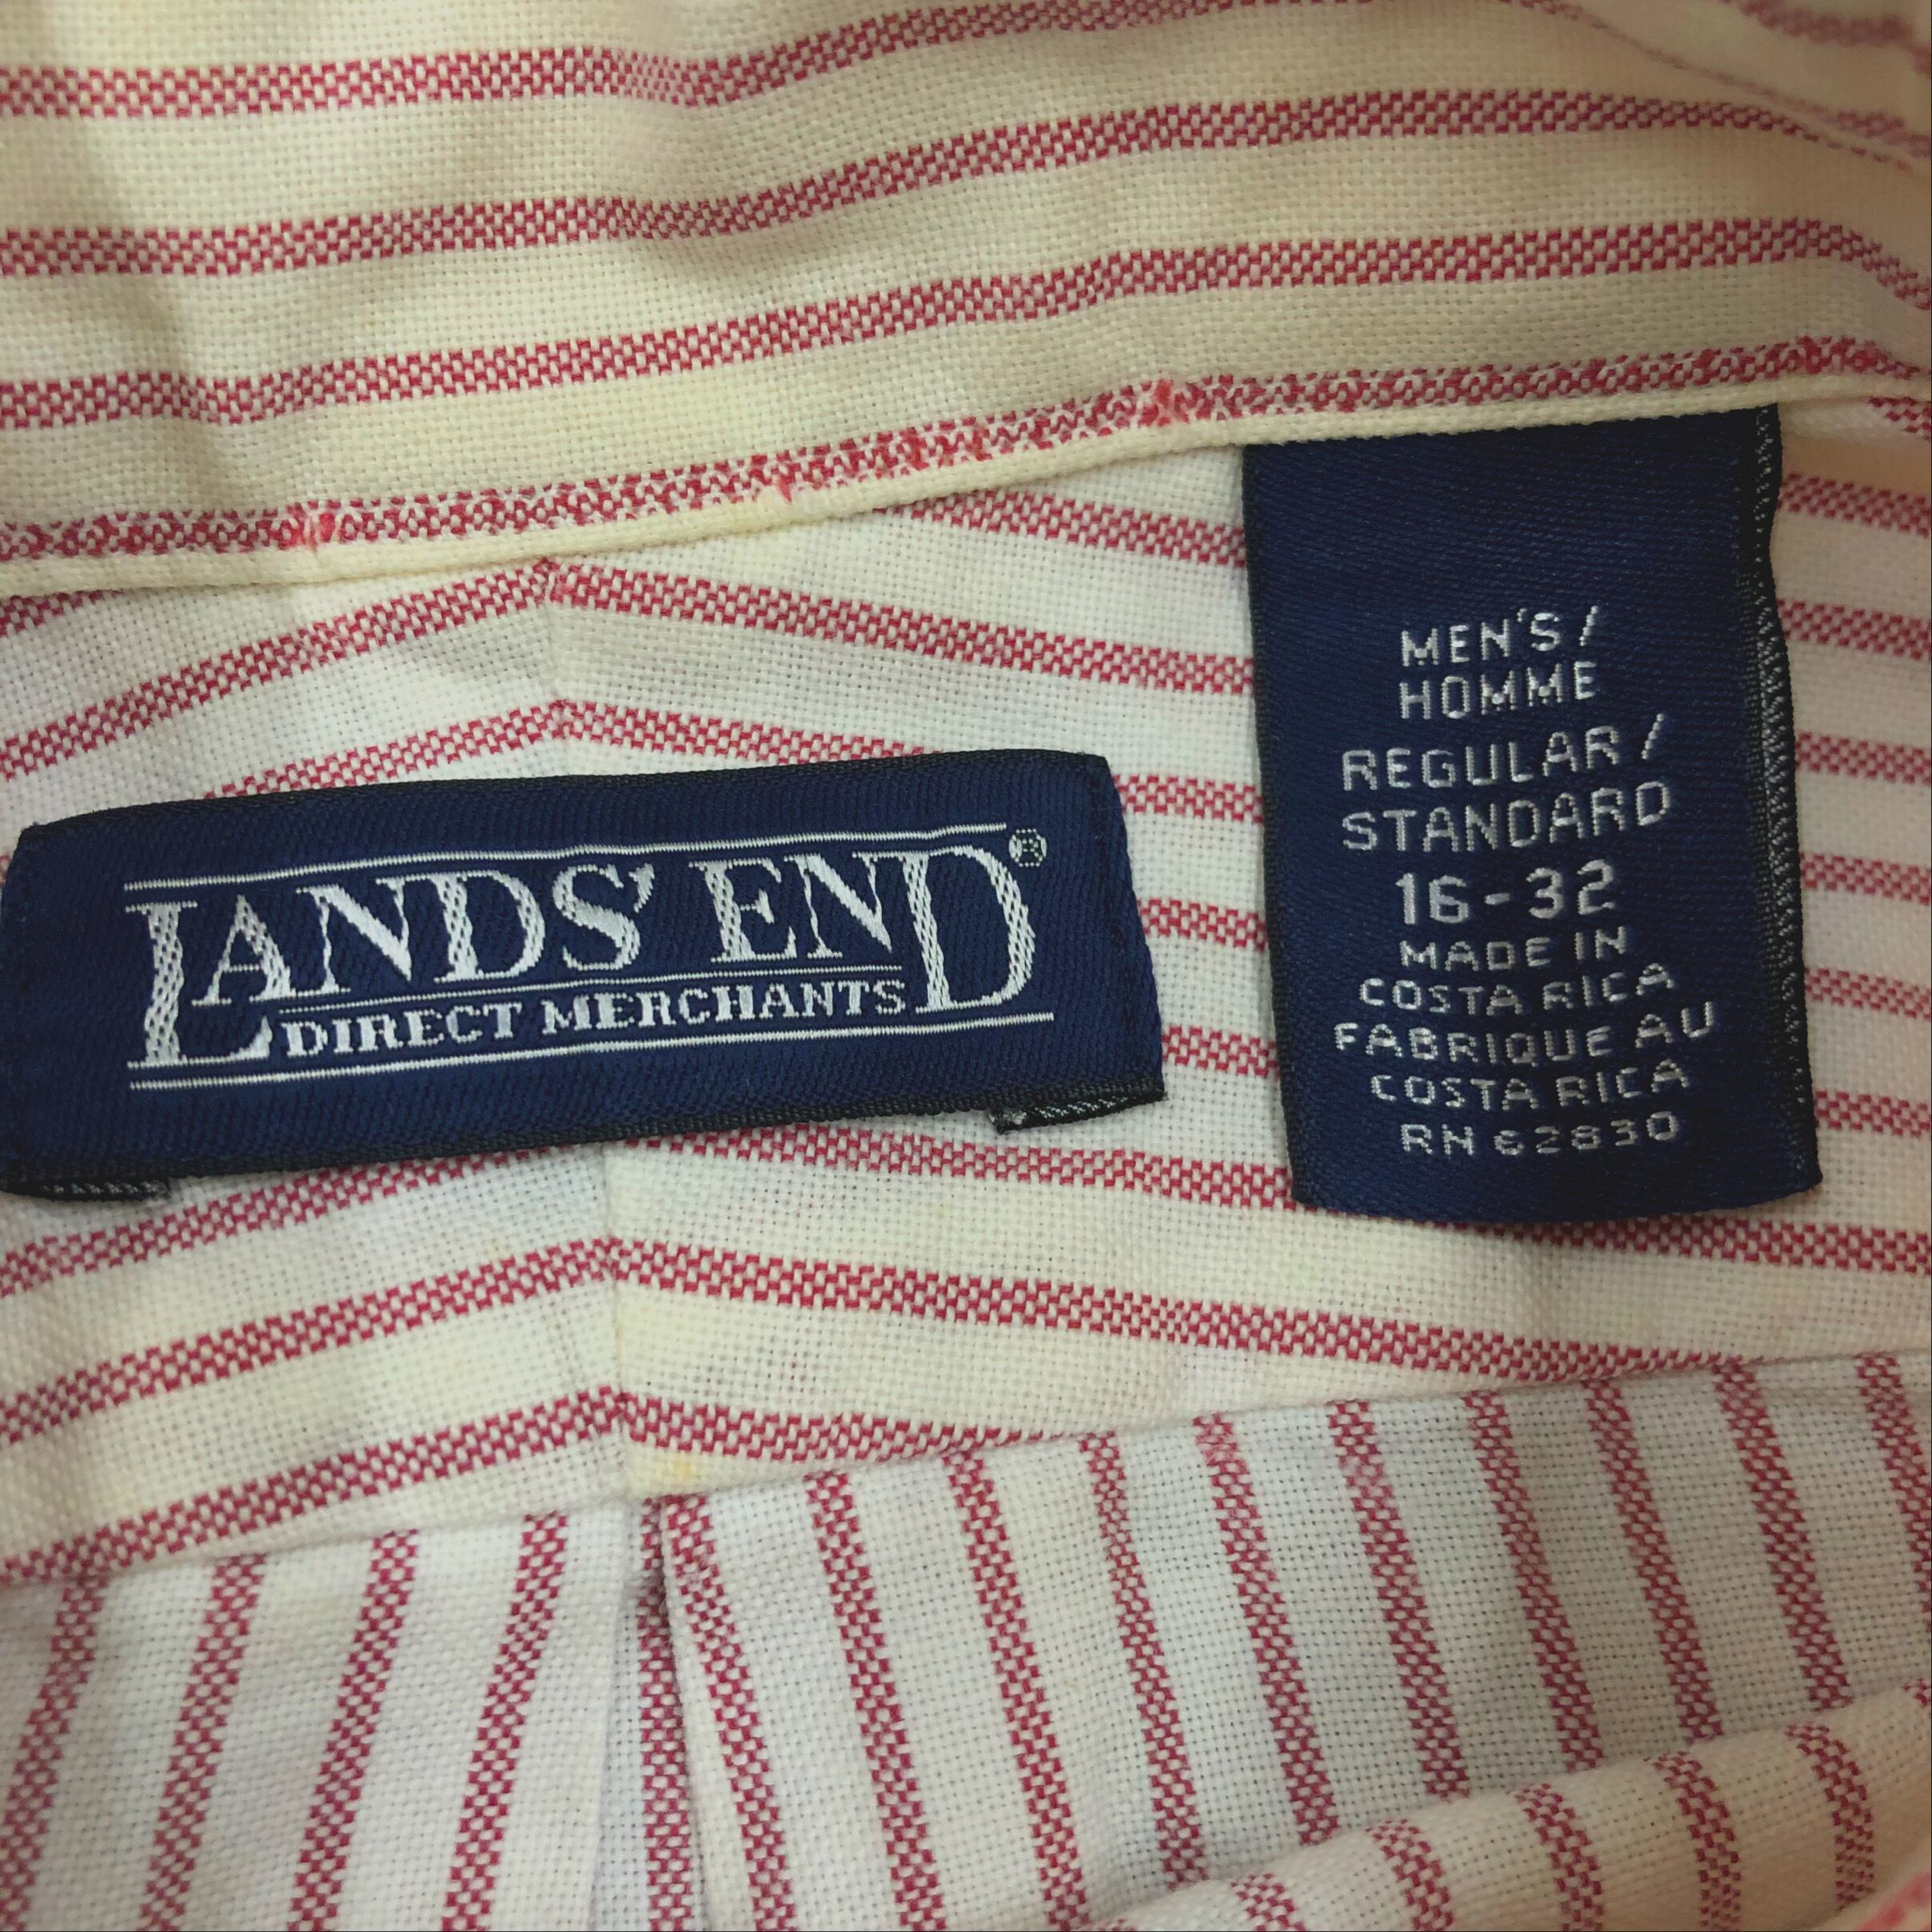 LANDS' END®
DIRECT MERCHANTS
MEN'S /
HOMME
REGULAR /
STANDARD
16-32
MADE IN
COSTA RICA
FABRIQUE AU
COSTA RICA
RN 62830